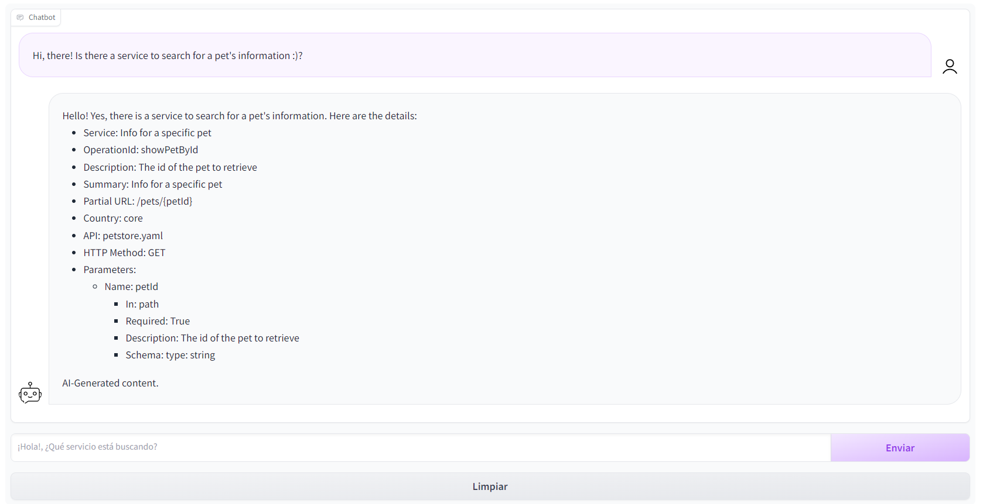 Chatbot
Hi, there! Is there a service to search for a pet's information :)?
Hello! Yes, there is a service to search for a pet's information. Here are the details:
Service: Info for a specific pet
OperationId: showPetById
Description: The id of the pet to retrieve
Summary: Info for a specific pet
Partial URL: /pets/{petId}
Country: core
API: petstore.yaml
HTTP Method: GET
Parameters:
Name: petId
In: path
Required: True
Description: The id of the pet to retrieve
Schema: type: string
AI-Generated content.
¡Hola!, ¿Qué servicio está buscando?
Enviar
Limpiar